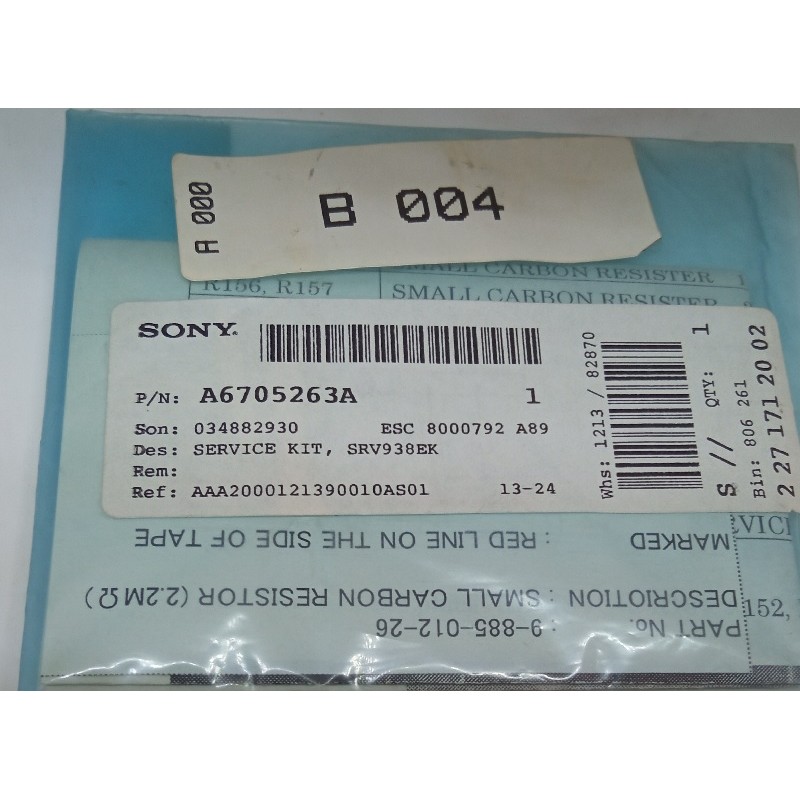 A 000
B 004
SMALL CARBON RESISTER 1
R156, R157
SMALL CARBON RESISTER
SONY.
P/N: A6705263A 1
Son: 034882930 ESC 8000792 A89
Des: SERVICE KIT, SRV938EK
Rem:
Ref: AAA2000121390010AS01 13-24
Whs: 1213 / 82870
S // QTY: 1
Bin: 806 261
2 27 171 20 02
PART No. : 9-885-012-26
DESCRIOTION : SMALL CARBON RESISTOR (2.2MΩ)
MARKED : RED LINE ON THE SIDE OF TAPE
152,